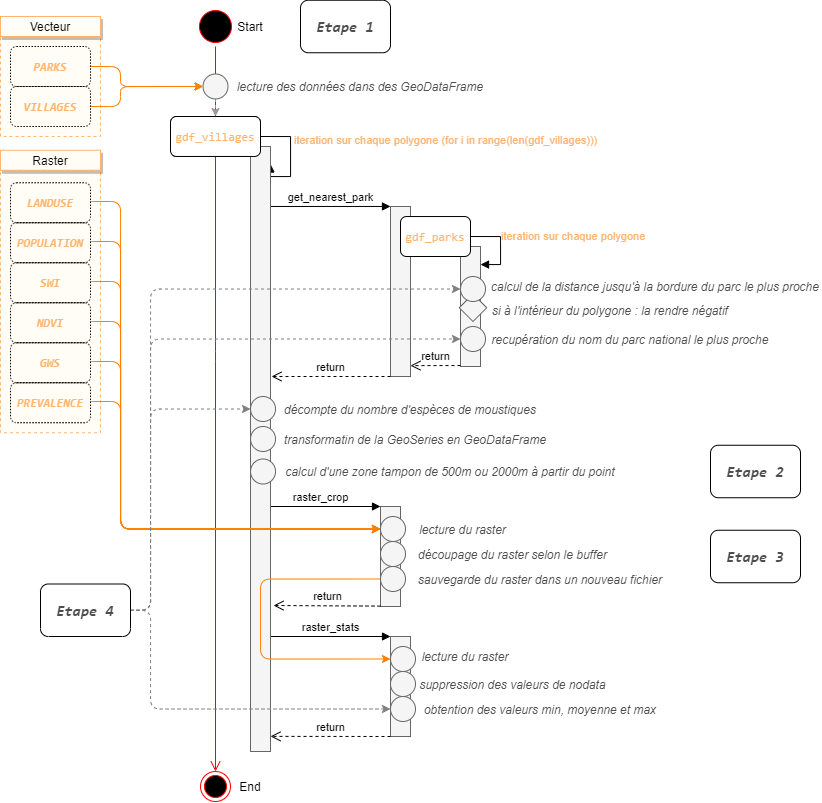 Start
Etape 1
Vecteur
PARKS
VILLAGES
lecture des données dans des GeoDataFrame
gdf_villages
iteration sur chaque polygone (for i in range(len(gdf_villages)))
Raster
LANDUSE
POPULATION
SWI
NDVI
GWS
PREVALENCE
get_nearest_park
gdf_parks
iteration sur chaque polygone
calcul de la distance jusqu'à la bordure du parc le plus proche
si à l'intérieur du polygone : la rendre négatif
recupération du nom du parc national le plus proche
return
return
décompte du nombre d'espèces de moustiques
transformatin de la GeoSeries en GeoDataFrame
calcul d'une zone tampon de 500m ou 2000m à partir du point
Etape 2
raster_crop
lecture du raster
découpage du raster selon le buffer
Etape 3
sauvegarde du raster dans un nouveau fichier
return
Etape 4
raster_stats
lecture du raster
suppression des valeurs de nodata
obtention des valeurs min, moyenne et max
return
End